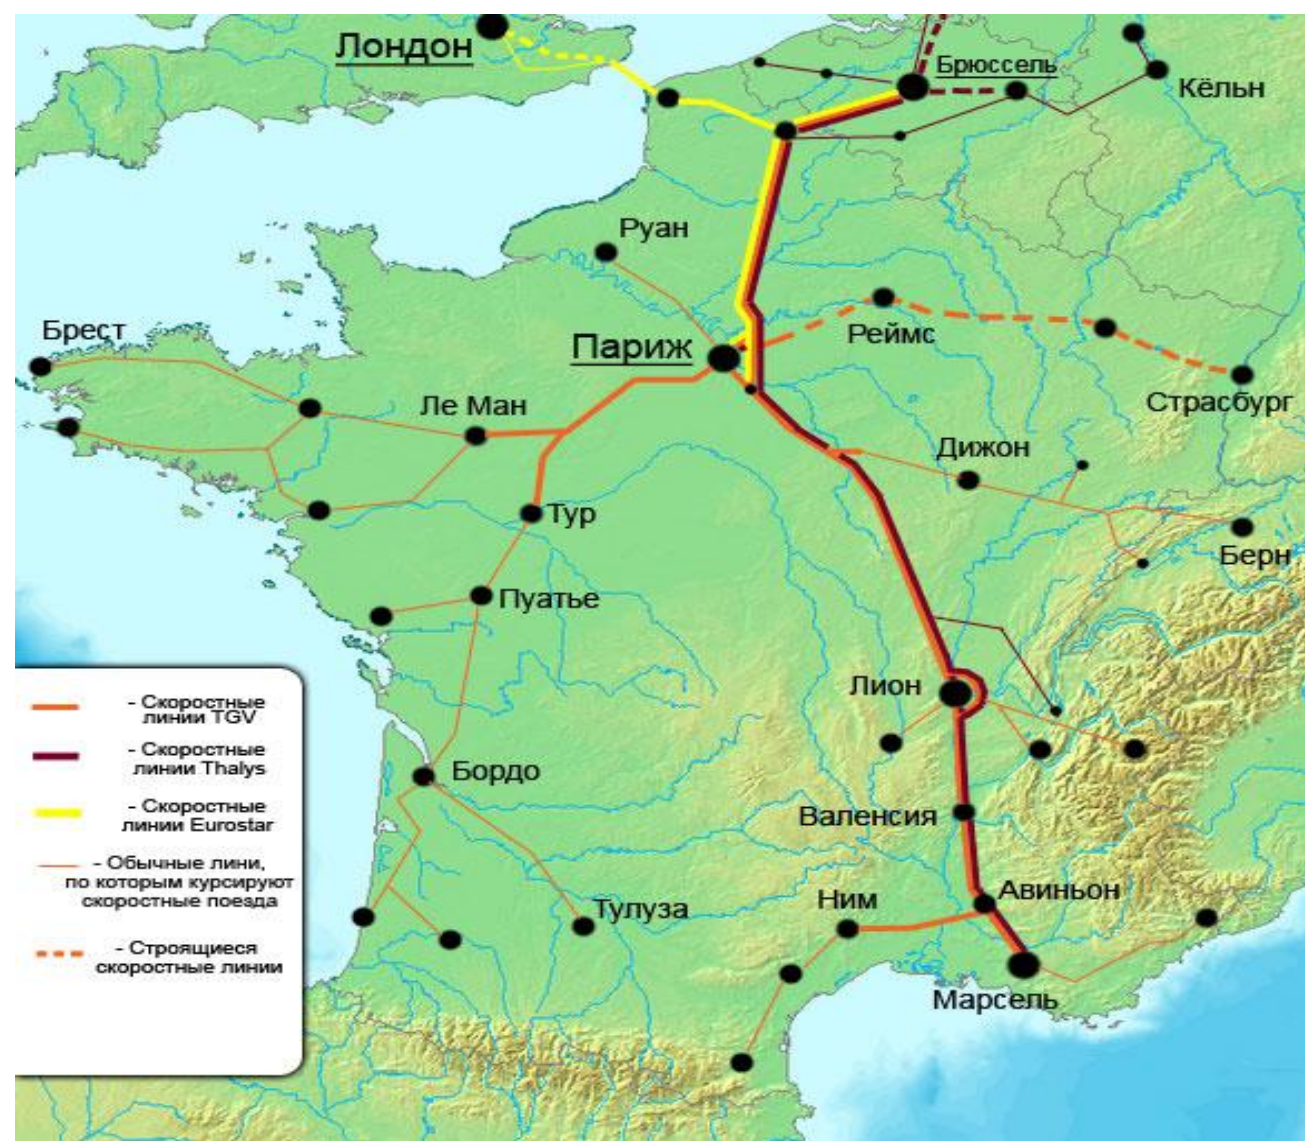 Лондон
Брюссель
Кёльн
Руан
Реймс
Брест
Париж
Страсбург
Ле Ман
Дижон
Тур
Берн
Пуатье
Лион
Бордо
Валенсия
Авиньон
Ним
Тулуза
Марсель
- Скоростные
линии TGV
- Скоростные
линии Thalys
- Скоростные
линии Eurostar
- Обычные лини,
по которым курсируют
скоростные поезда
- Строящиеся
скоростные линии